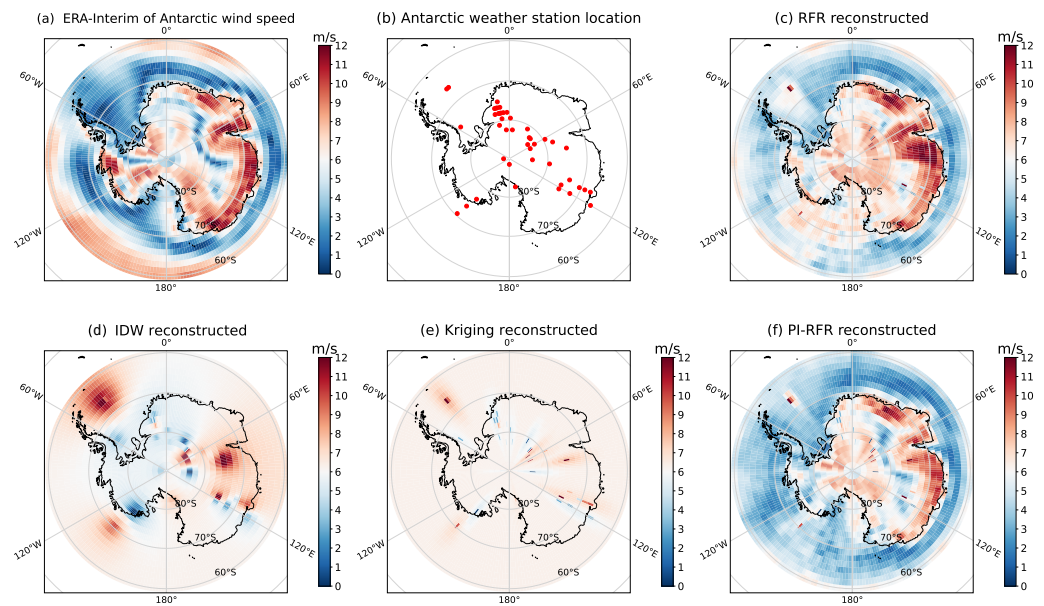 (a) ERA-Interim of Antarctic wind speed
(b) Antarctic weather station location
(c) RFR reconstructed
m/s
m/s
0°
0°
0°
60°W
60°E
60°W
60°E
60°W
60°E
12
11
10
9
8
7
6
5
4
3
2
1
0
12
11
10
9
8
7
6
5
4
3
2
1
0
80°S
70°S
60°S
80°S
70°S
60°S
80°S
70°S
60°S
120°W
120°E
120°W
120°E
120°W
120°E
180°
180°
180°
(d) IDW reconstructed
(e) Kriging reconstructed
(f) PI-RFR reconstructed
m/s
m/s
m/s
0°
0°
0°
60°W
60°E
60°W
60°E
60°W
60°E
12
11
10
9
8
7
6
5
4
3
2
1
0
12
11
10
9
8
7
6
5
4
3
2
1
0
12
11
10
9
8
7
6
5
4
3
2
1
0
80°S
70°S
60°S
80°S
70°S
60°S
80°S
70°S
60°S
120°W
120°E
120°W
120°E
120°W
120°E
180°
180°
180°